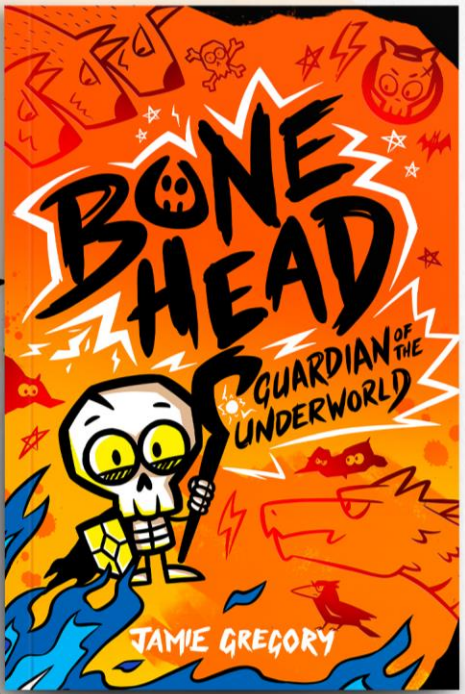 BONE
HEAD
GUARDIAN OF THE
UNDERWORLD
JAMIE GREGORY